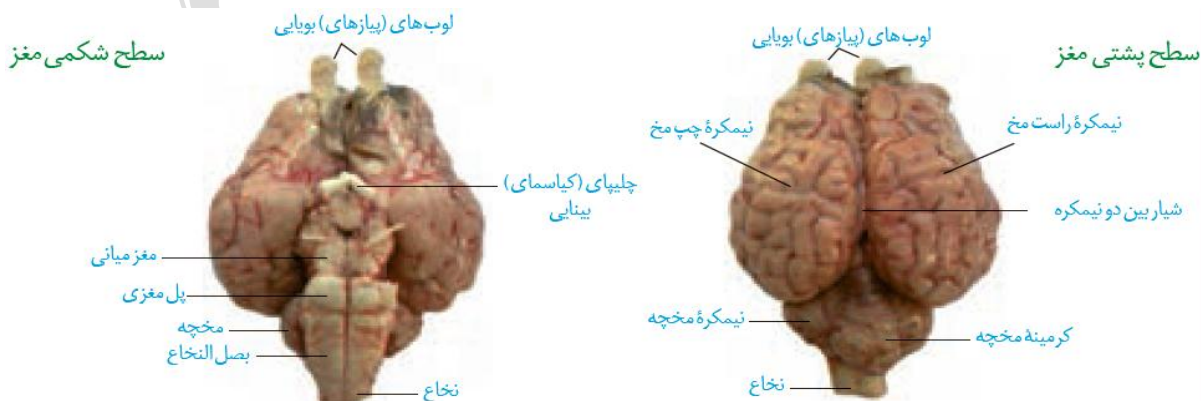 لوب‌های (پیازهای) بویایی
سطح پشتی مغز
نیمکرهٔ راست مخ
نیمکرهٔ چپ مخ
شیار بین دو نیمکره
نیمکرهٔ مخچه
کرمینهٔ مخچه
نخاع
لوب‌های (پیازهای) بویایی
سطح شکمی مغز
چلیپای (کیاسمای)
بینایی
مغز میانی
پل مغزی
مخچه
بصل النخاع
نخاع